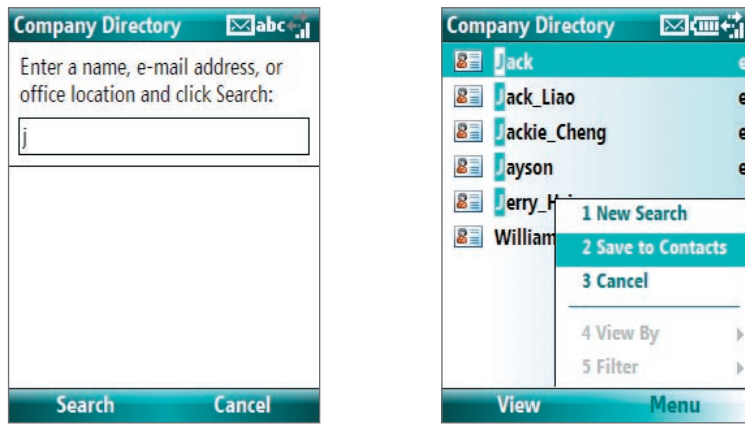 Company Directory abc
Enter a name, e-mail address, or
office location and click Search:
j
Search Cancel
Company Directory
Jack e
Jack_Liao e
Jackie_Cheng e
Jayson e
William
1 New Search
2 Save to Contacts
3 Cancel
4 View By
5 Filter
View Menu